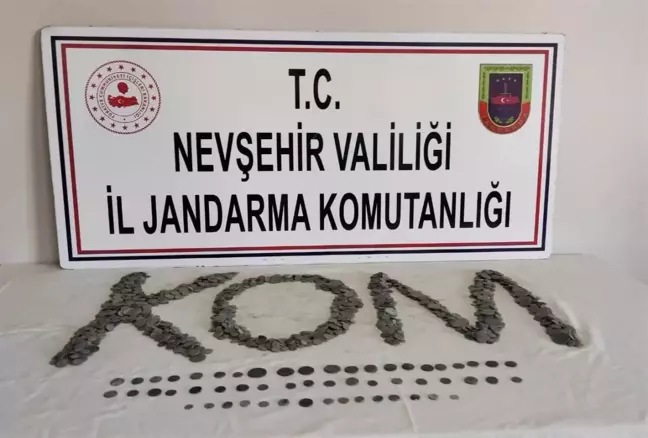 T.C.
NEVŞEHİR VALİLİĞİ
İL JANDARMA KOMUTANLIĞI
KOM